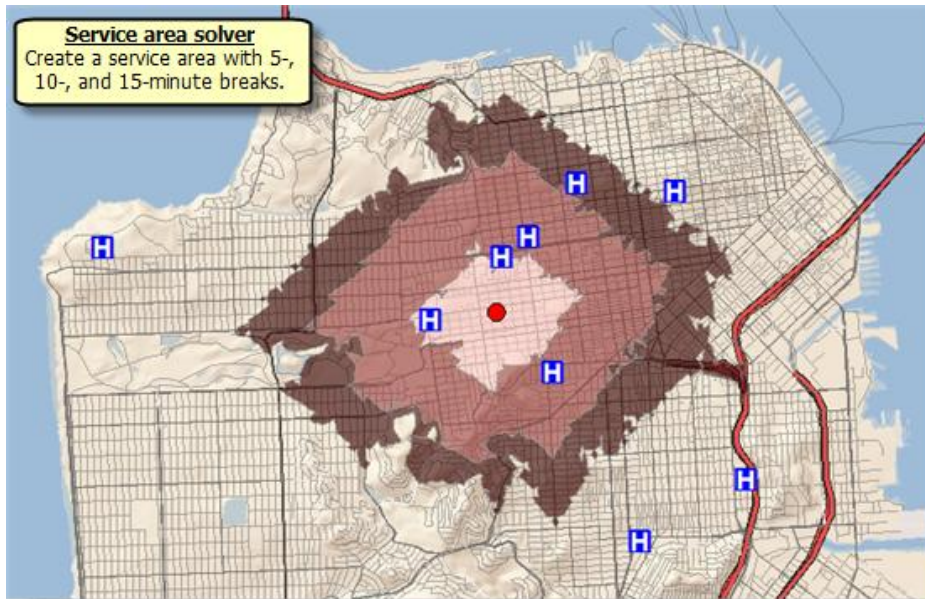 Service area solver
Create a service area with 5-,
10-, and 15-minute breaks.
H
H
H
H
H
H
H
H
H